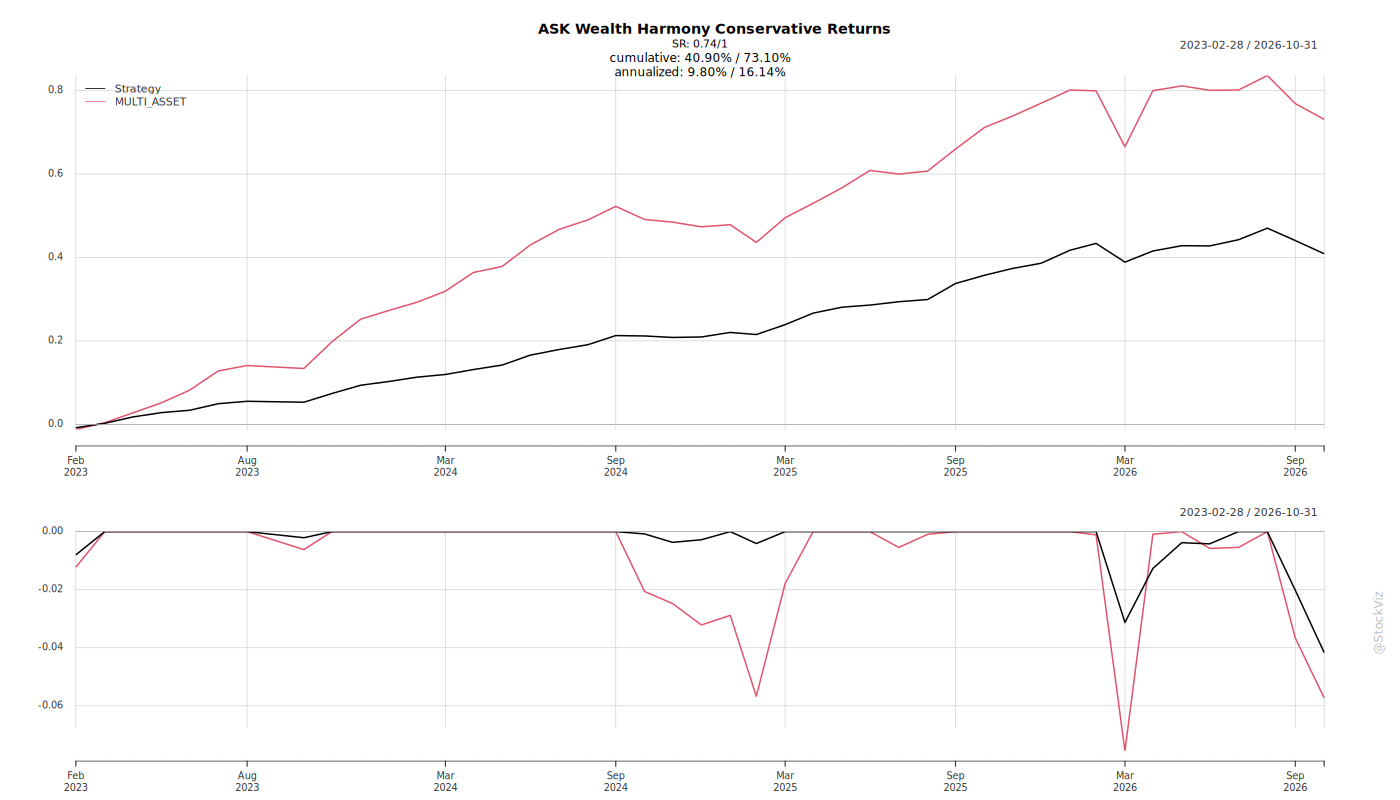 ASK Wealth Harmony Conservative Returns
SR: 0.74/1
cumulative: 40.90% / 73.10%
annualized: 9.80% / 16.14%
2023-02-28 / 2026-10-31
Strategy
MULTI_ASSET
0.8
0.6
0.4
0.2
0.0
Feb Aug Mar Sep Mar Sep Mar Sep
2023 2023 2024 2024 2025 2025 2026 2026
2023-02-28 / 2026-10-31
0.00
-0.02
-0.04
-0.06
Feb Aug Mar Sep Mar Sep Mar Sep
2023 2023 2024 2024 2025 2025 2026 2026
@StockViz